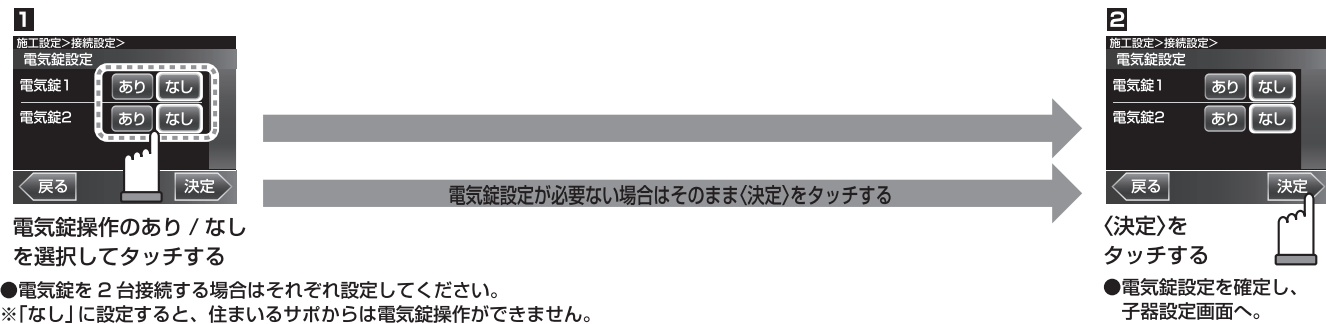 1
施工設定>接続設定>
電気錠設定
電気錠1 あり なし
電気錠2 あり なし
戻る 決定
電気錠操作のあり / なし
を選択してタッチする
●電気錠を 2 台接続する場合はそれぞれ設定してください。
※｢なし｣に設定すると、住まいるサポからは電気錠操作ができません。
電気錠設定が必要ない場合はそのまま〈決定〉をタッチする
2
施工設定>接続設定>
電気錠設定
電気錠1 あり なし
電気錠2 あり なし
戻る 決定
〈決定〉を
タッチする
●電気錠設定を確定し、
子器設定画面へ。